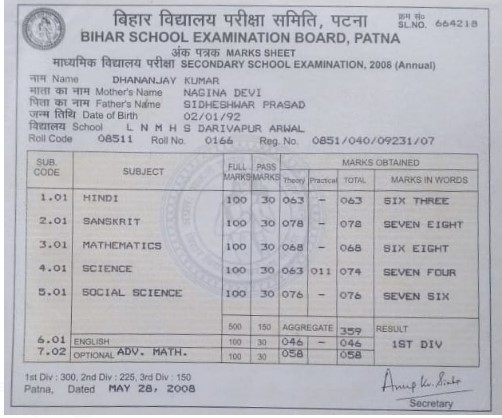 बिहार विद्यालय परीक्षा समिति, पटना
क्रम सं०
SL.NO. 664218
BIHAR SCHOOL EXAMINATION BOARD, PATNA
अंक पत्रक MARKS SHEET
माध्यमिक विद्यालय परीक्षा SECONDARY SCHOOL EXAMINATION, 2008 (Annual)
नाम Name DHANANJAY KUMAR
माता का नाम Mother's Name NAGINA DEVI
पिता का नाम Father's Name SIDHESHWAR PRASAD
जन्म तिथि Date of Birth 02/01/92
विद्यालय School L N M H S DARIVAPUR ARWAL
Roll Code 08511 Roll No. 0166 Reg. No. 0851/040/09231/07
SUB. CODE SUBJECT FULL MARKS PASS MARKS MARKS OBTAINED
Theory Practical TOTAL MARKS IN WORDS
1.01 HINDI 100 30 063 - 063 SIX THREE
2.01 SANSKRIT 100 30 078 - 078 SEVEN EIGHT
3.01 MATHEMATICS 100 30 068 - 068 SIX EIGHT
4.01 SCIENCE 100 30 063 011 074 SEVEN FOUR
5.01 SOCIAL SCIENCE 100 30 076 - 076 SEVEN SIX
500 150 AGGREGATE 359 RESULT
6.01 ENGLISH 100 30 046 - 046 1ST DIV
7.02 OPTIONAL ADV. MATH. 100 30 058 058
1st Div : 300, 2nd Div : 225, 3rd Div : 150
Patna, Dated MAY 28, 2008
Anup Kr. Sinha
Secretary